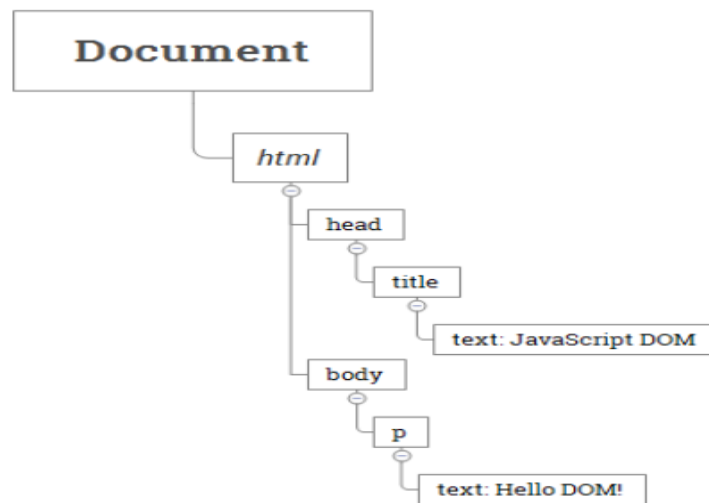 Document
html
head
title
text: JavaScript DOM
body
p
text: Hello DOM!